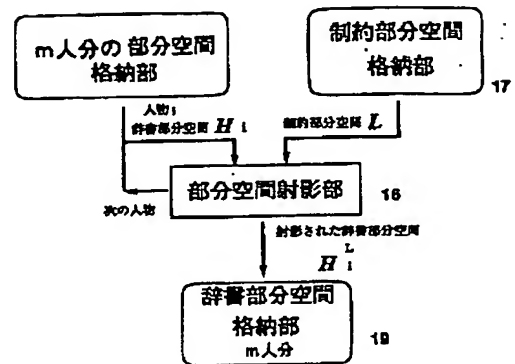 m人分の 部分空間
格納部
制約部分空間
格納部
17
人物i
辞書部分空間 H i
制約部分空間 L
部分空間射影部
16
次の人物
射影された辞書部分空間
L
H i
辞書部分空間
格納部
m人分
19